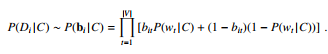 P(D_i|C) ~ P(b_i|C) = ∏_{t=1}^{|V|} [b_{it}P(w_t|C) + (1 − b_{it})(1 − P(w_t|C))] .